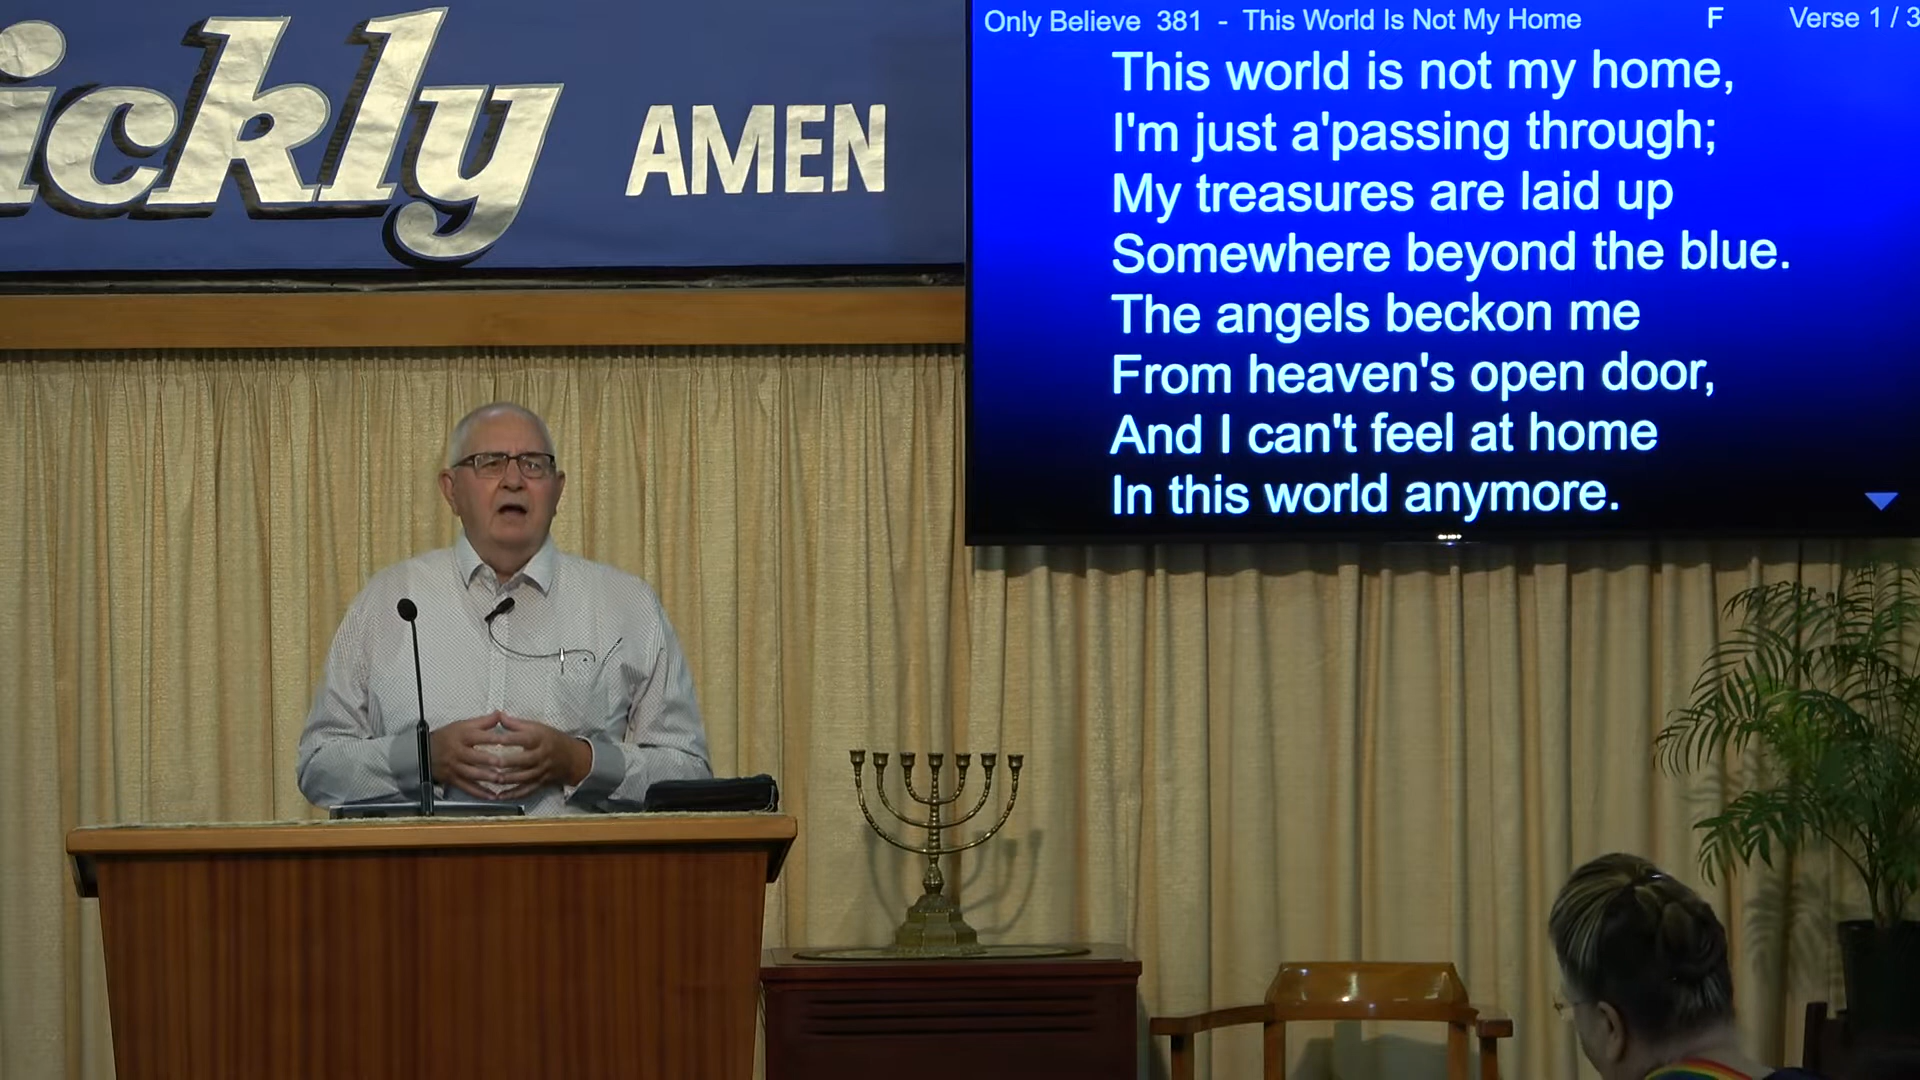 ickly AMEN
Only Believe 381 - This World Is Not My Home F Verse 1 / 3
This world is not my home,
I'm just a'passing through;
My treasures are laid up
Somewhere beyond the blue.
The angels beckon me
From heaven's open door,
And I can't feel at home
In this world anymore.